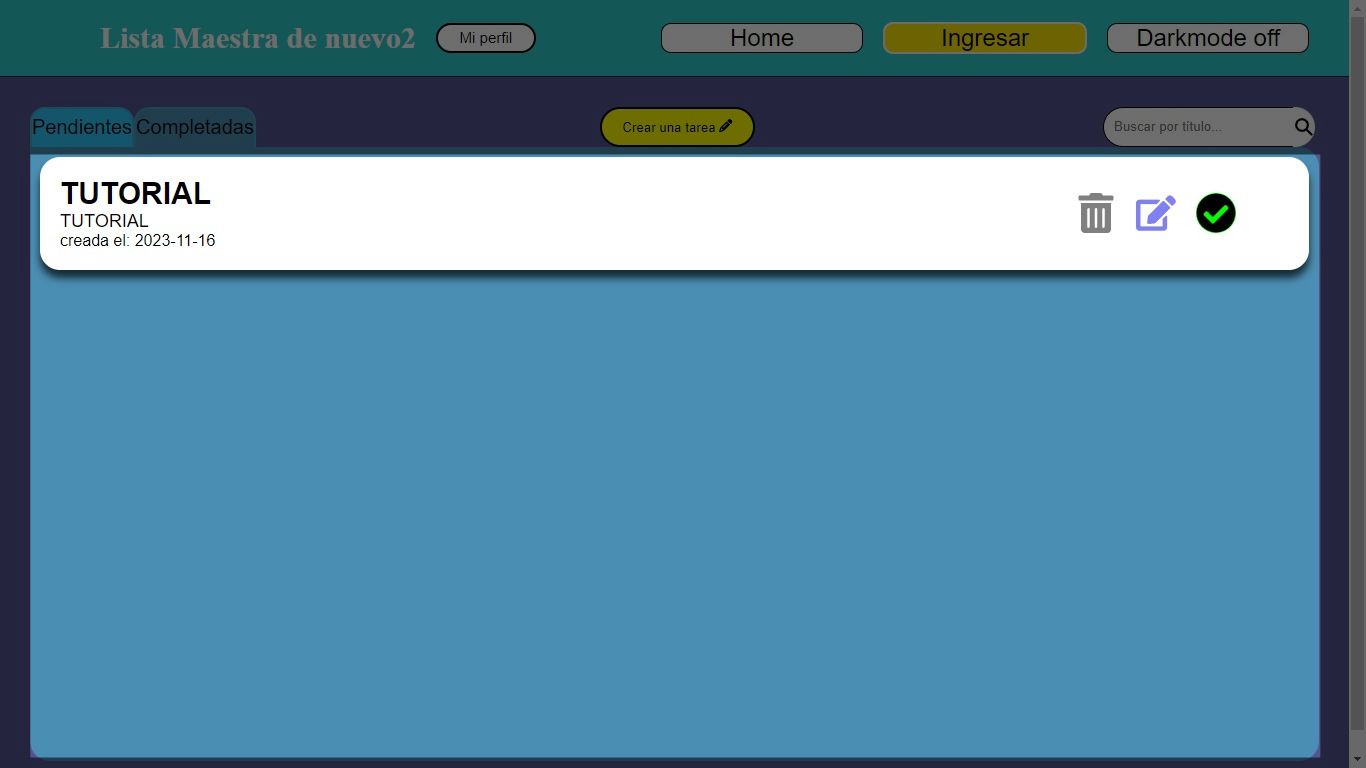 Lista Maestra de nuevo2 Mi perfil Home Ingresar Darkmode off
Pendientes Completadas Crear una tarea Buscar por título...
TUTORIAL
TUTORIAL
creada el: 2023-11-16